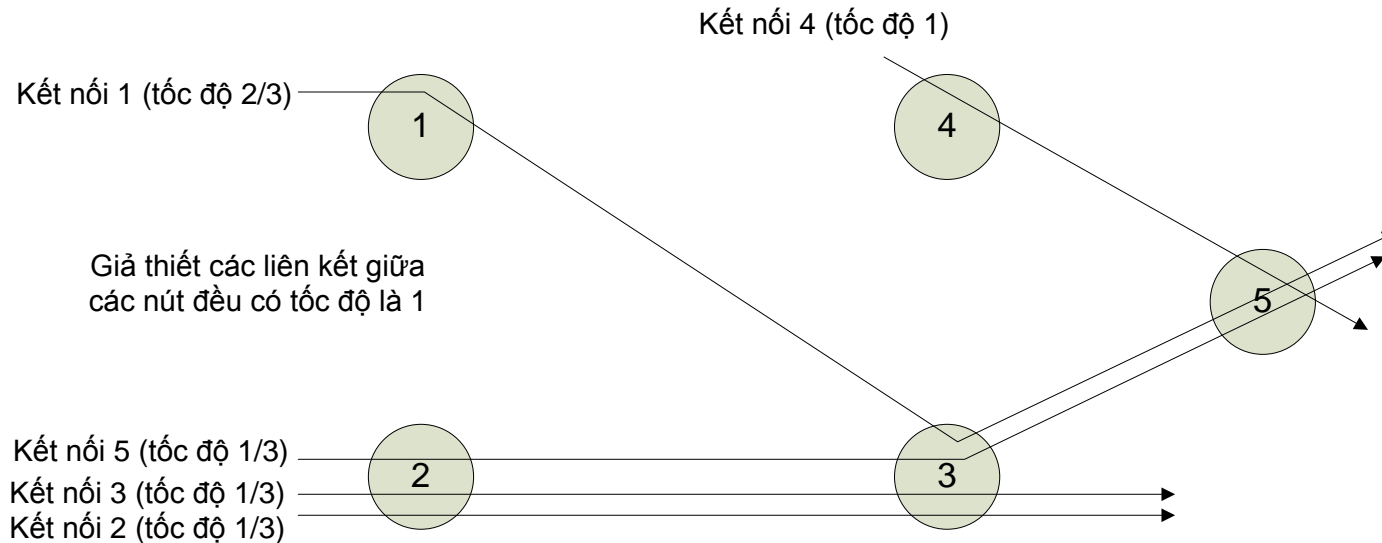 Kết nối 4 (tốc độ 1)
Kết nối 1 (tốc độ 2/3)
1
4
Giả thiết các liên kết giữa
các nút đều có tốc độ là 1
5
Kết nối 5 (tốc độ 1/3)
2
3
Kết nối 3 (tốc độ 1/3)
Kết nối 2 (tốc độ 1/3)